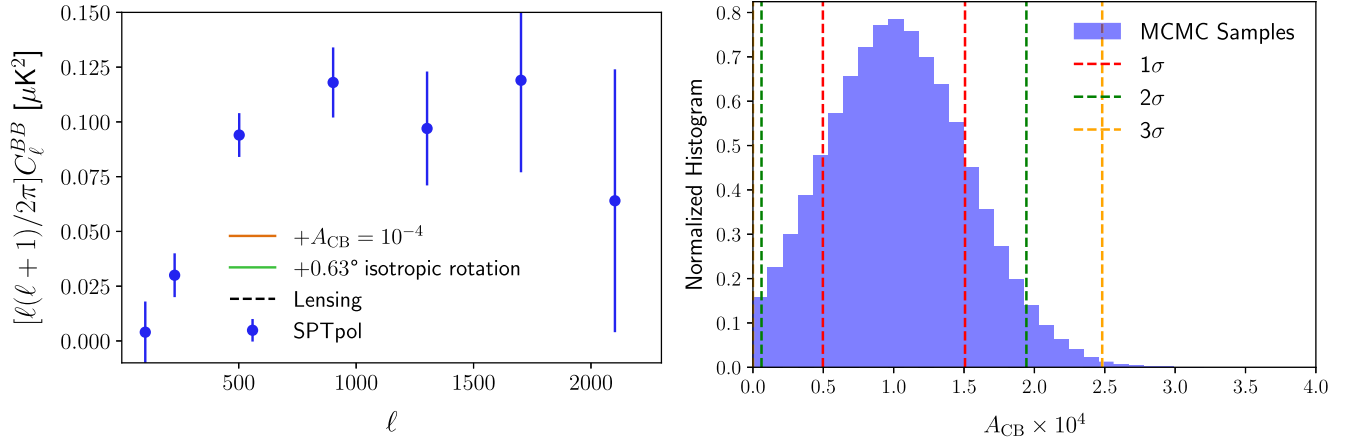 0.150
0.125
0.100
0.075
0.050
0.025
0.000
[ℓ(ℓ + 1)/2π]C_ℓ^{BB} [μK²]
+A_CB = 10⁻⁴
+0.63° isotropic rotation
Lensing
SPTpol
500 1000 1500 2000
ℓ
0.8
0.7
0.6
0.5
0.4
0.3
0.2
0.1
0.0
Normalized Histogram
MCMC Samples
1σ
2σ
3σ
0.0 0.5 1.0 1.5 2.0 2.5 3.0 3.5 4.0
A_CB × 10⁴